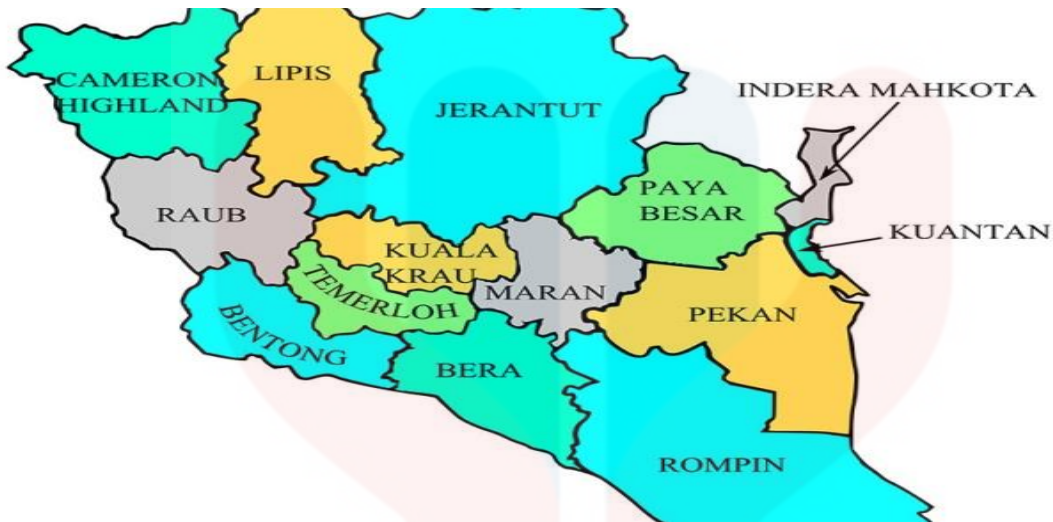 CAMERON
HIGHLAND
LIPIS
JERANTUT
INDERA MAHKOTA
RAUB
PAYA
BESAR
KUANTAN
KUALA
KRAU
TEMERLOH
MARAN
PEKAN
BENTONG
BERA
ROMPIN